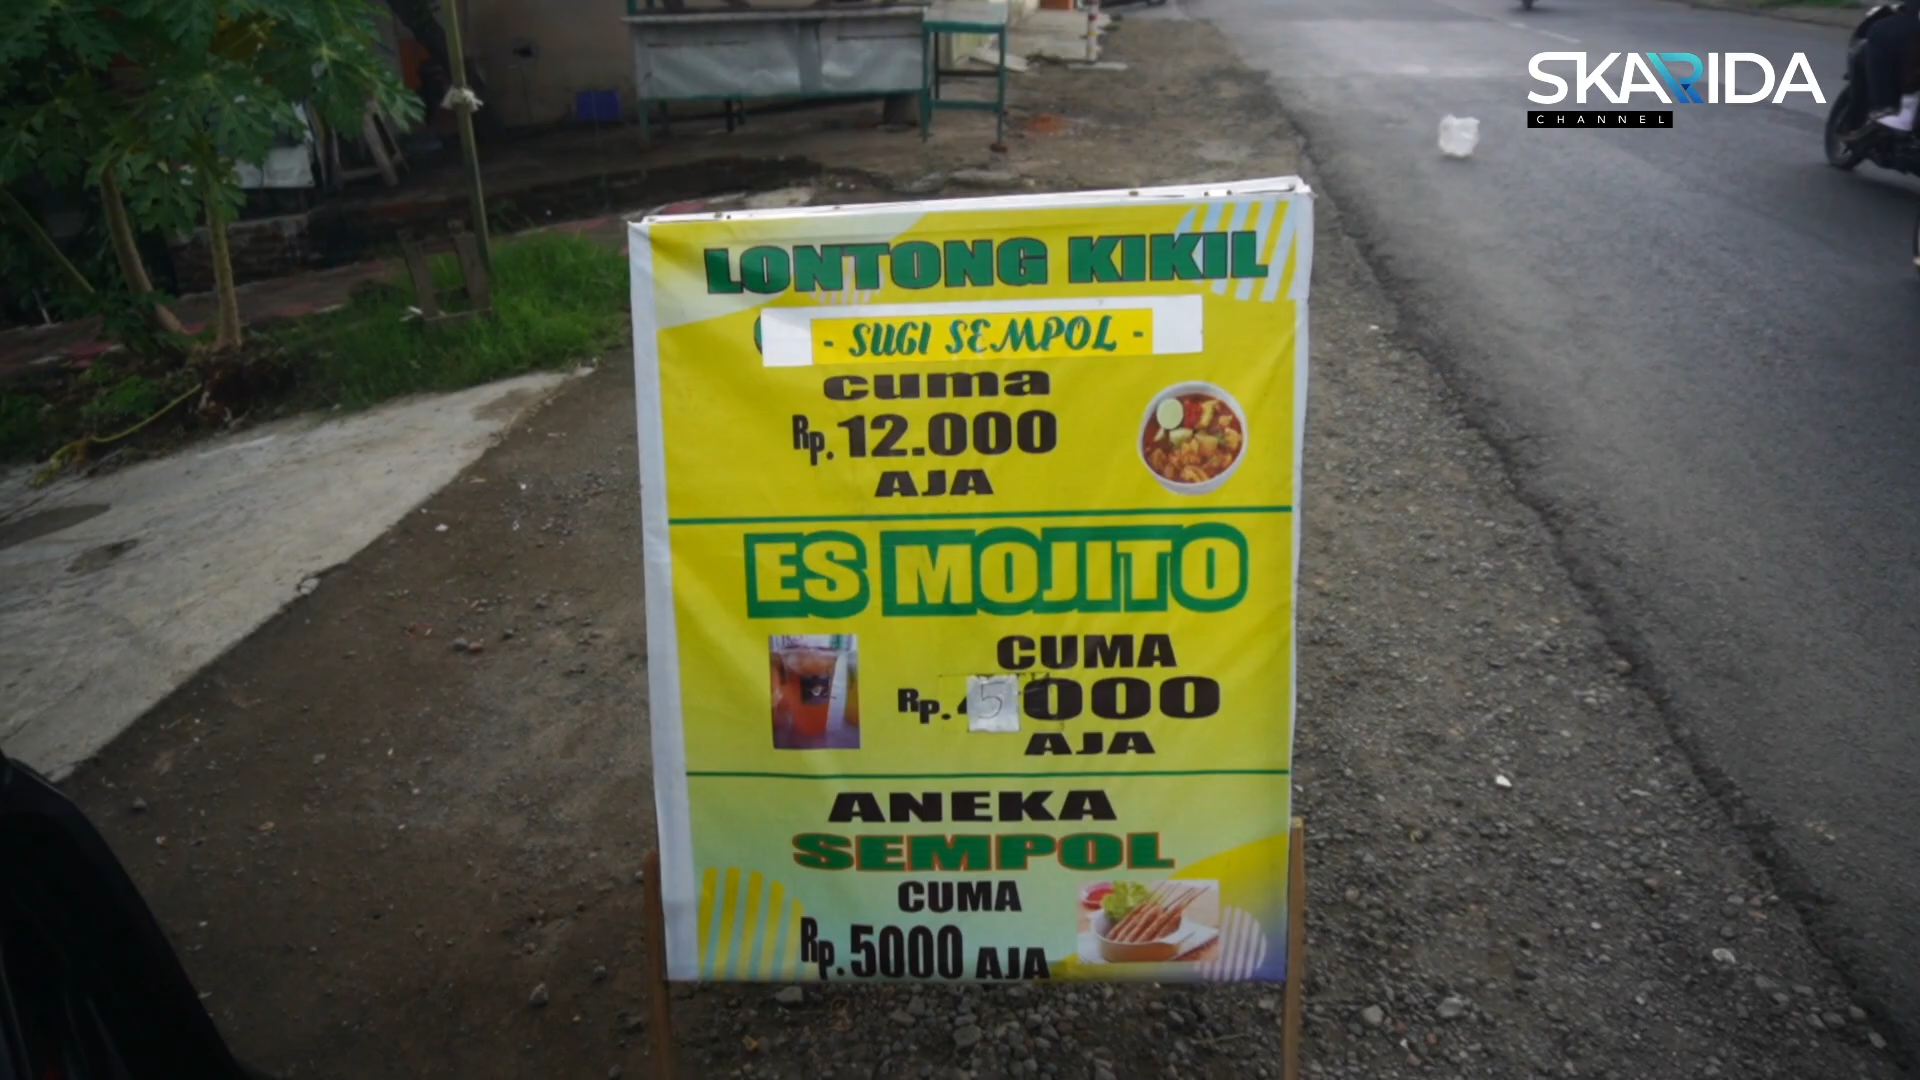 SKARIDA
CHANNEL
LONTONG KIKIL
- SUGI SEMPOL -
cuma
Rp. 12.000
AJA
ES MOJITO
CUMA
Rp. 5000
AJA
ANEKA
SEMPOL
CUMA
Rp. 5000 AJA